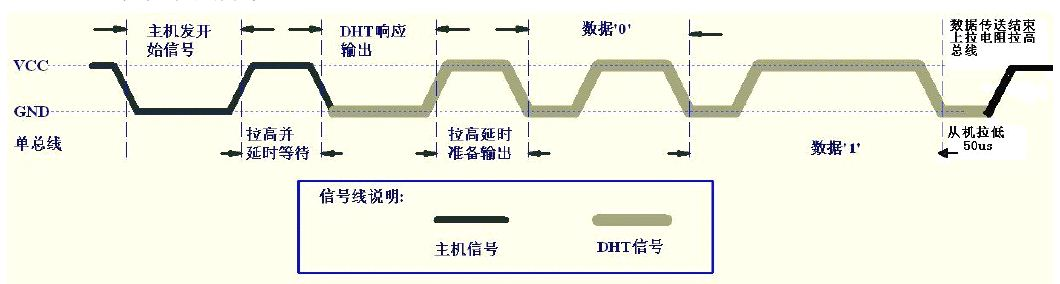 主机发开
始信号
DHT响应
输出
数据'0'
数据传送结束
上拉电阻拉高
总线
VCC
GND
单总线
拉高并
延时等待
拉高延时
准备输出
数据'1'
从机拉低
50us
信号线说明:
主机信号
DHT信号